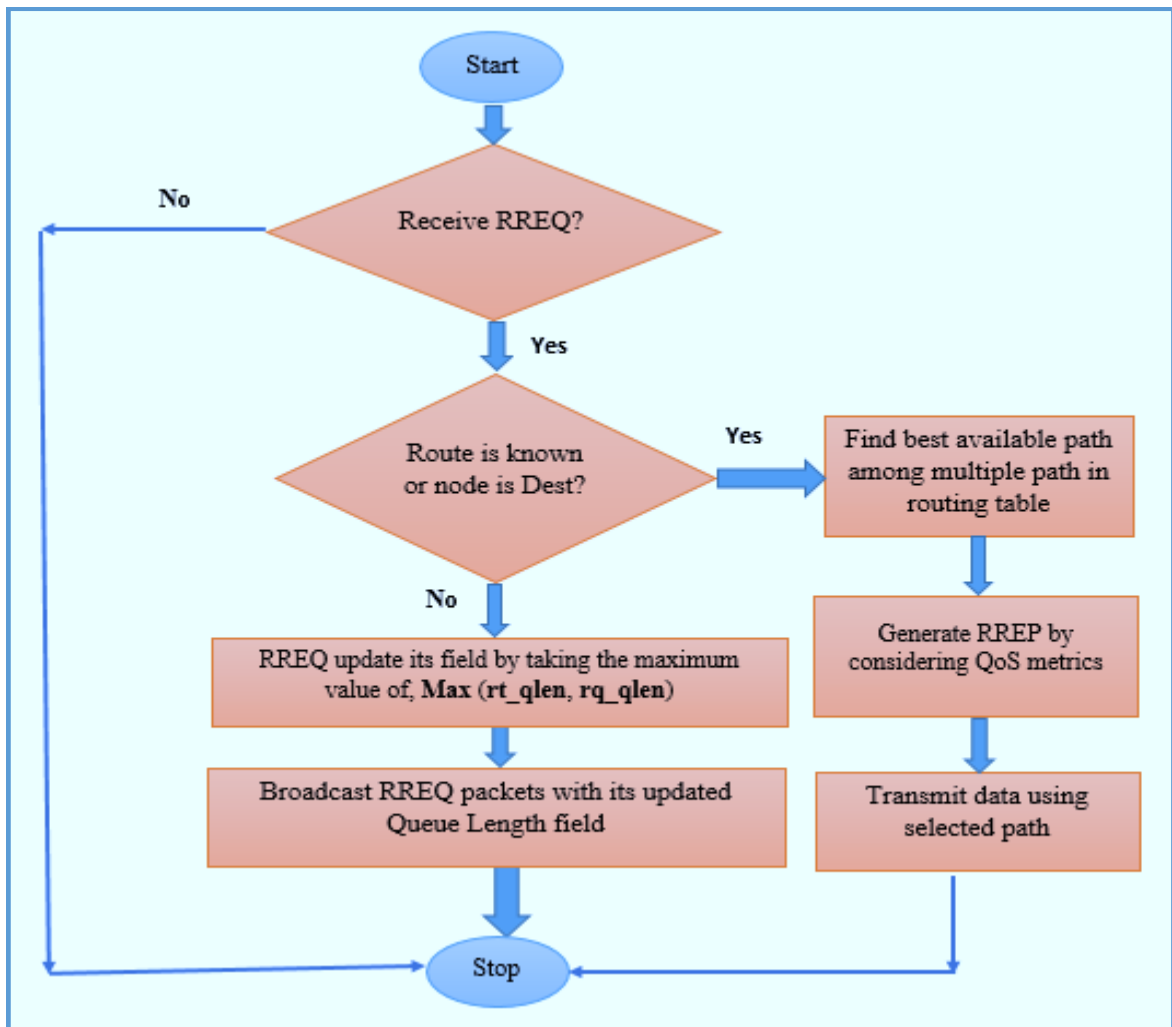 Start
No
Receive RREQ?
Yes
Route is known
or node is Dest?
Yes
Find best available path
among multiple path in
routing table
No
RREQ update its field by taking the maximum
value of, Max (rt_qlen, rq_qlen)
Generate RREP by
considering QoS metrics
Broadcast RREQ packets with its updated
Queue Length field
Transmit data using
selected path
Stop